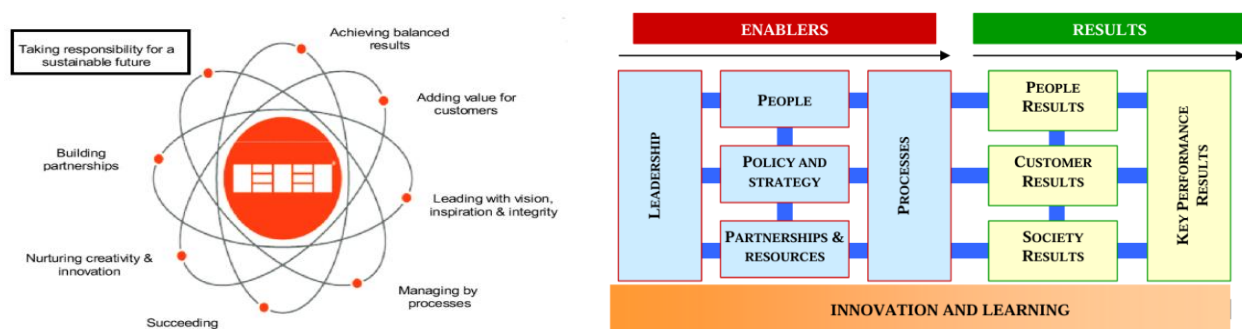 Taking responsibility for a
sustainable future
Achieving balanced
results
Adding value for
customers
Building
partnerships
Leading with vision,
inspiration & integrity
Nurturing creativity &
innovation
Managing by
processes
Succeeding
ENABLERS
RESULTS
LEADERSHIP
PEOPLE
POLICY AND
STRATEGY
PARTNERSHIPS &
RESOURCES
PROCESSES
PEOPLE
RESULTS
CUSTOMER
RESULTS
SOCIETY
RESULTS
KEY PERFORMANCE
RESULTS
INNOVATION AND LEARNING